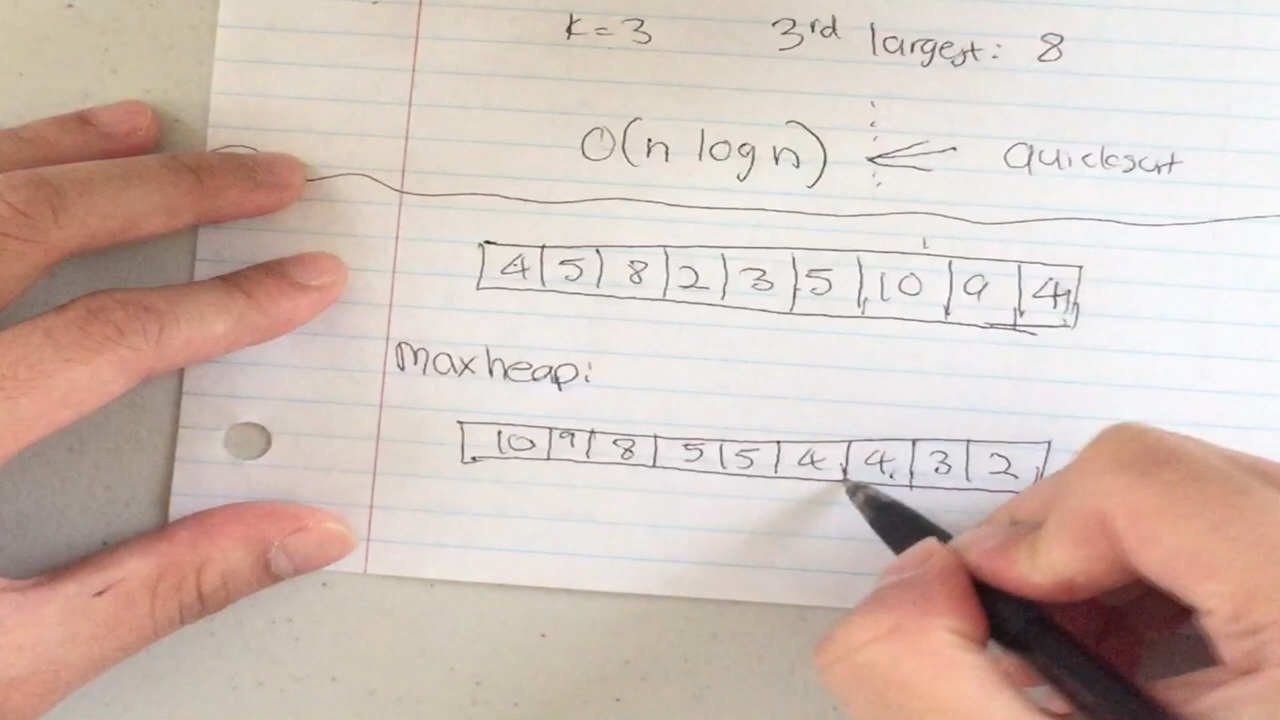 k=3 3rd largest: 8
O(n log n) ← Quicksort
4 5 8 2 3 5 10 9 4
Maxheap:
10 9 8 5 5 4 4 3 2